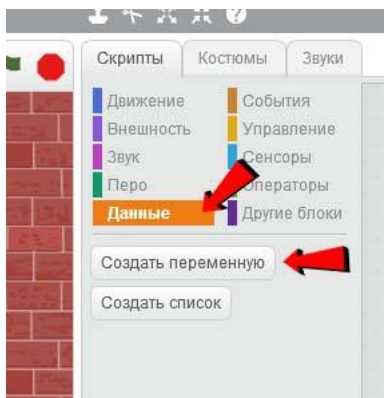 Скрипты Костюмы Звуки
Движение События
Внешность Управление
Звук Сенсоры
Перо Операторы
Данные Другие блоки
Создать переменную
Создать список